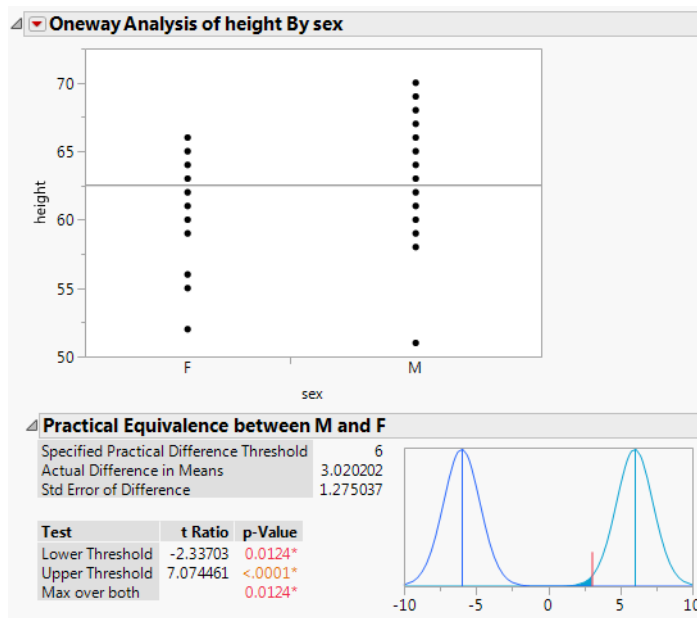 Oneway Analysis of height By sex
70
65
60
55
50
height
F M
sex
Practical Equivalence between M and F
Specified Practical Difference Threshold 6
Actual Difference in Means 3.020202
Std Error of Difference 1.275037
Test t Ratio p-Value
Lower Threshold -2.33703 0.0124*
Upper Threshold 7.074461 <.0001*
Max over both 0.0124*
-10 -5 0 5 10